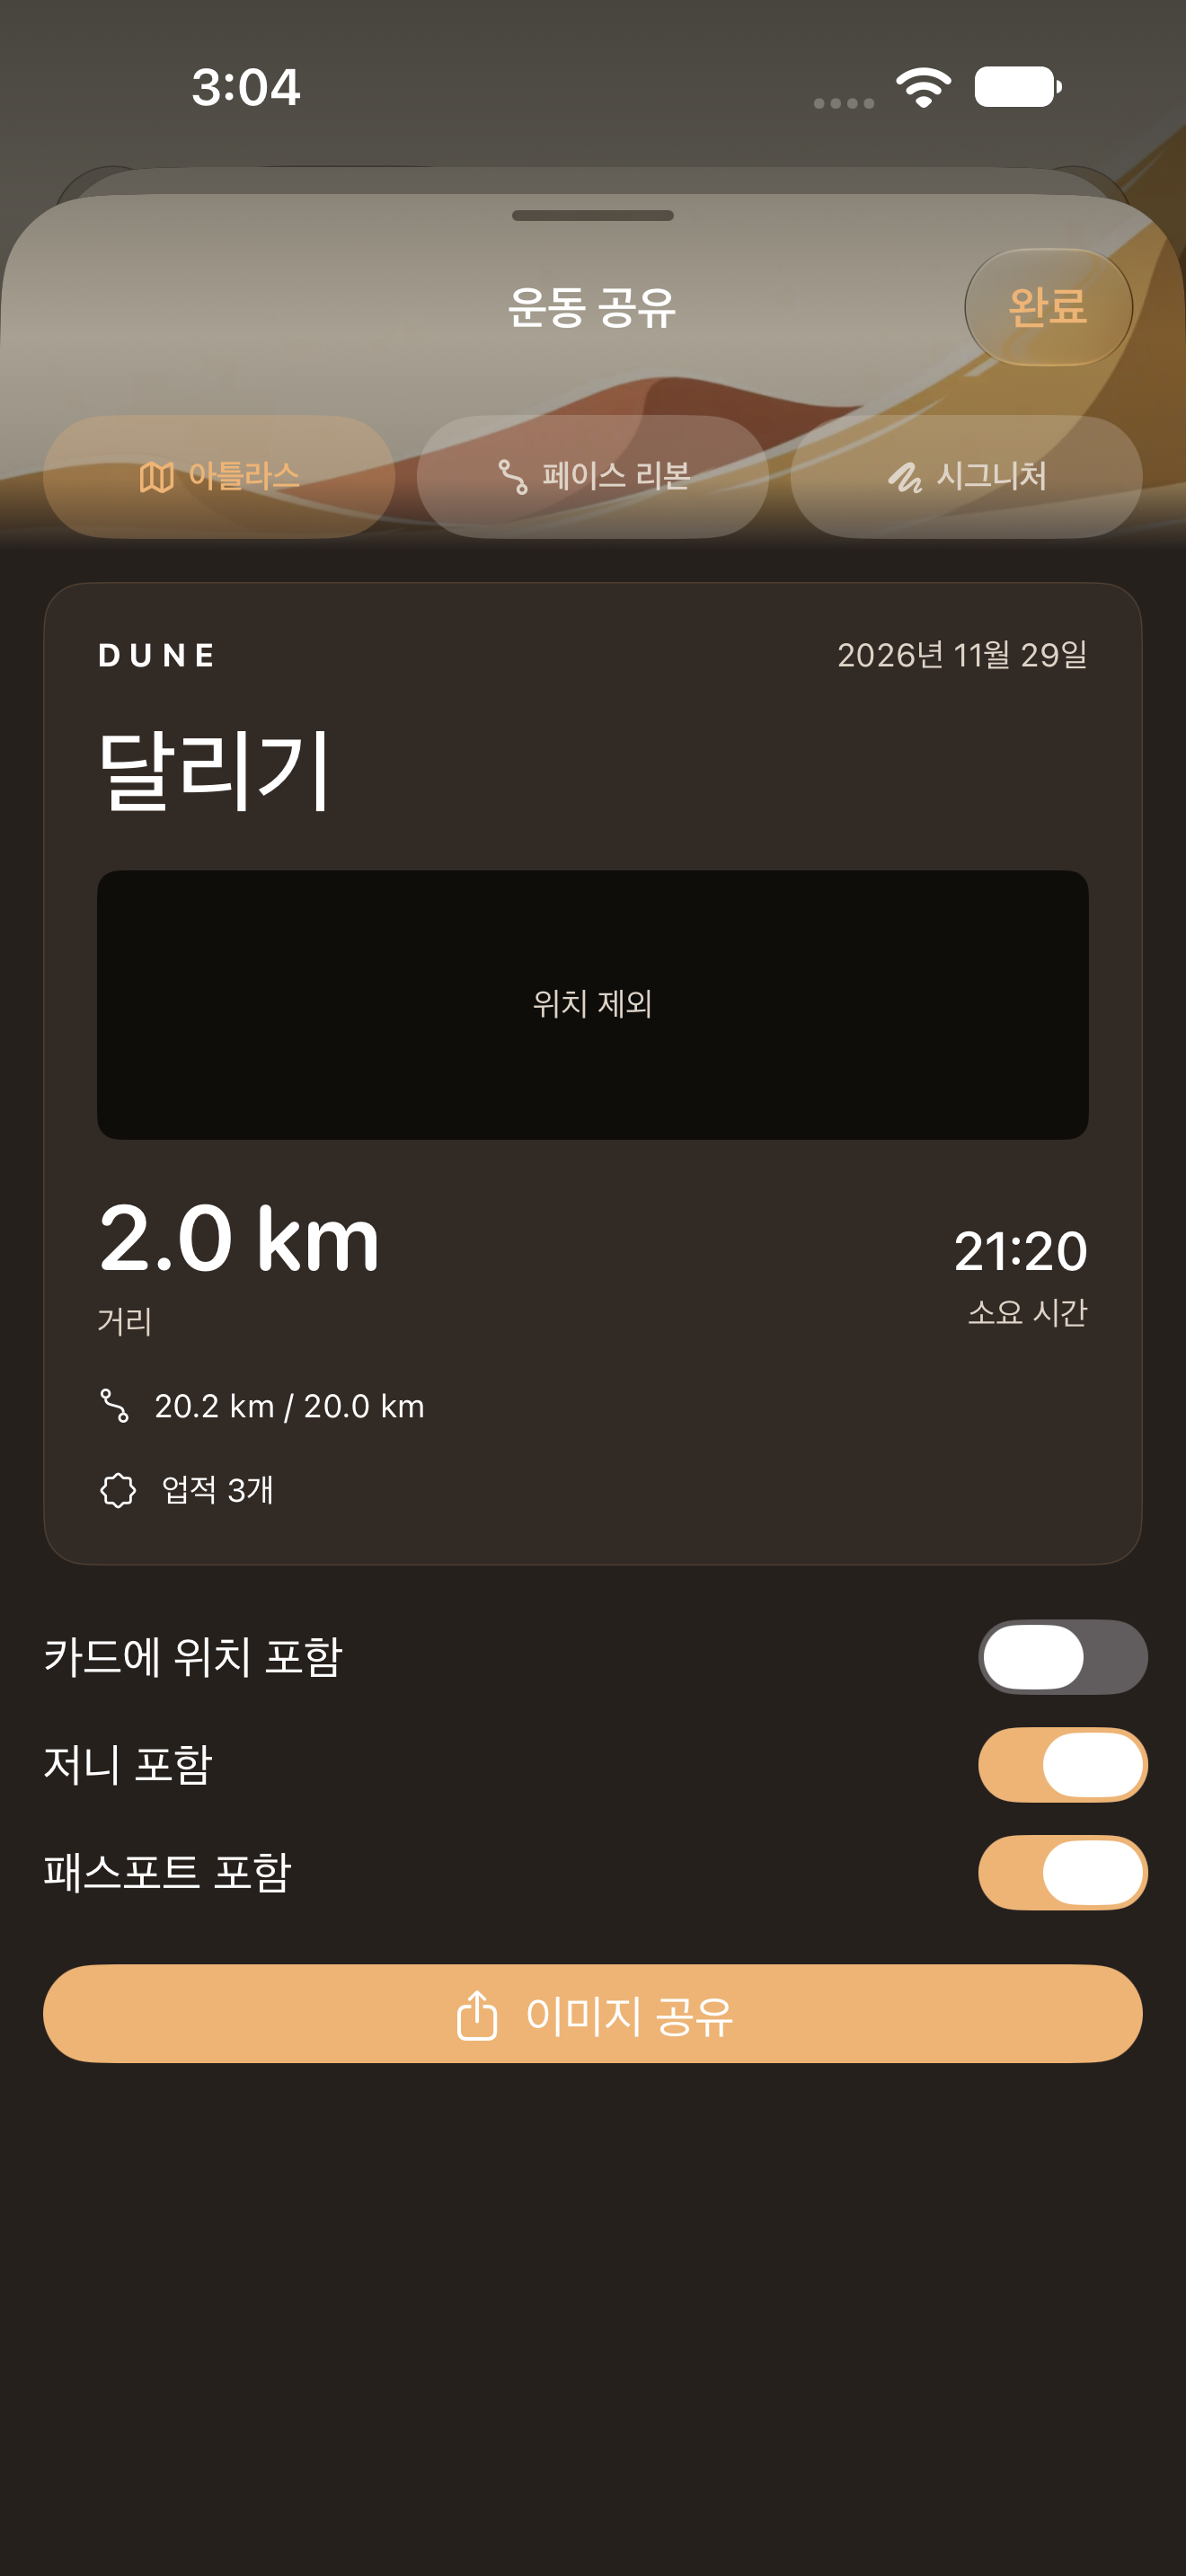 3:04
운동 공유
완료
아틀라스
페이스 리본
시그니처
DUNE
2026년 11월 29일
달리기
위치 제외
2.0 km
21:20
거리
소요 시간
20.2 km / 20.0 km
업적 3개
카드에 위치 포함
저니 포함
패스포트 포함
이미지 공유